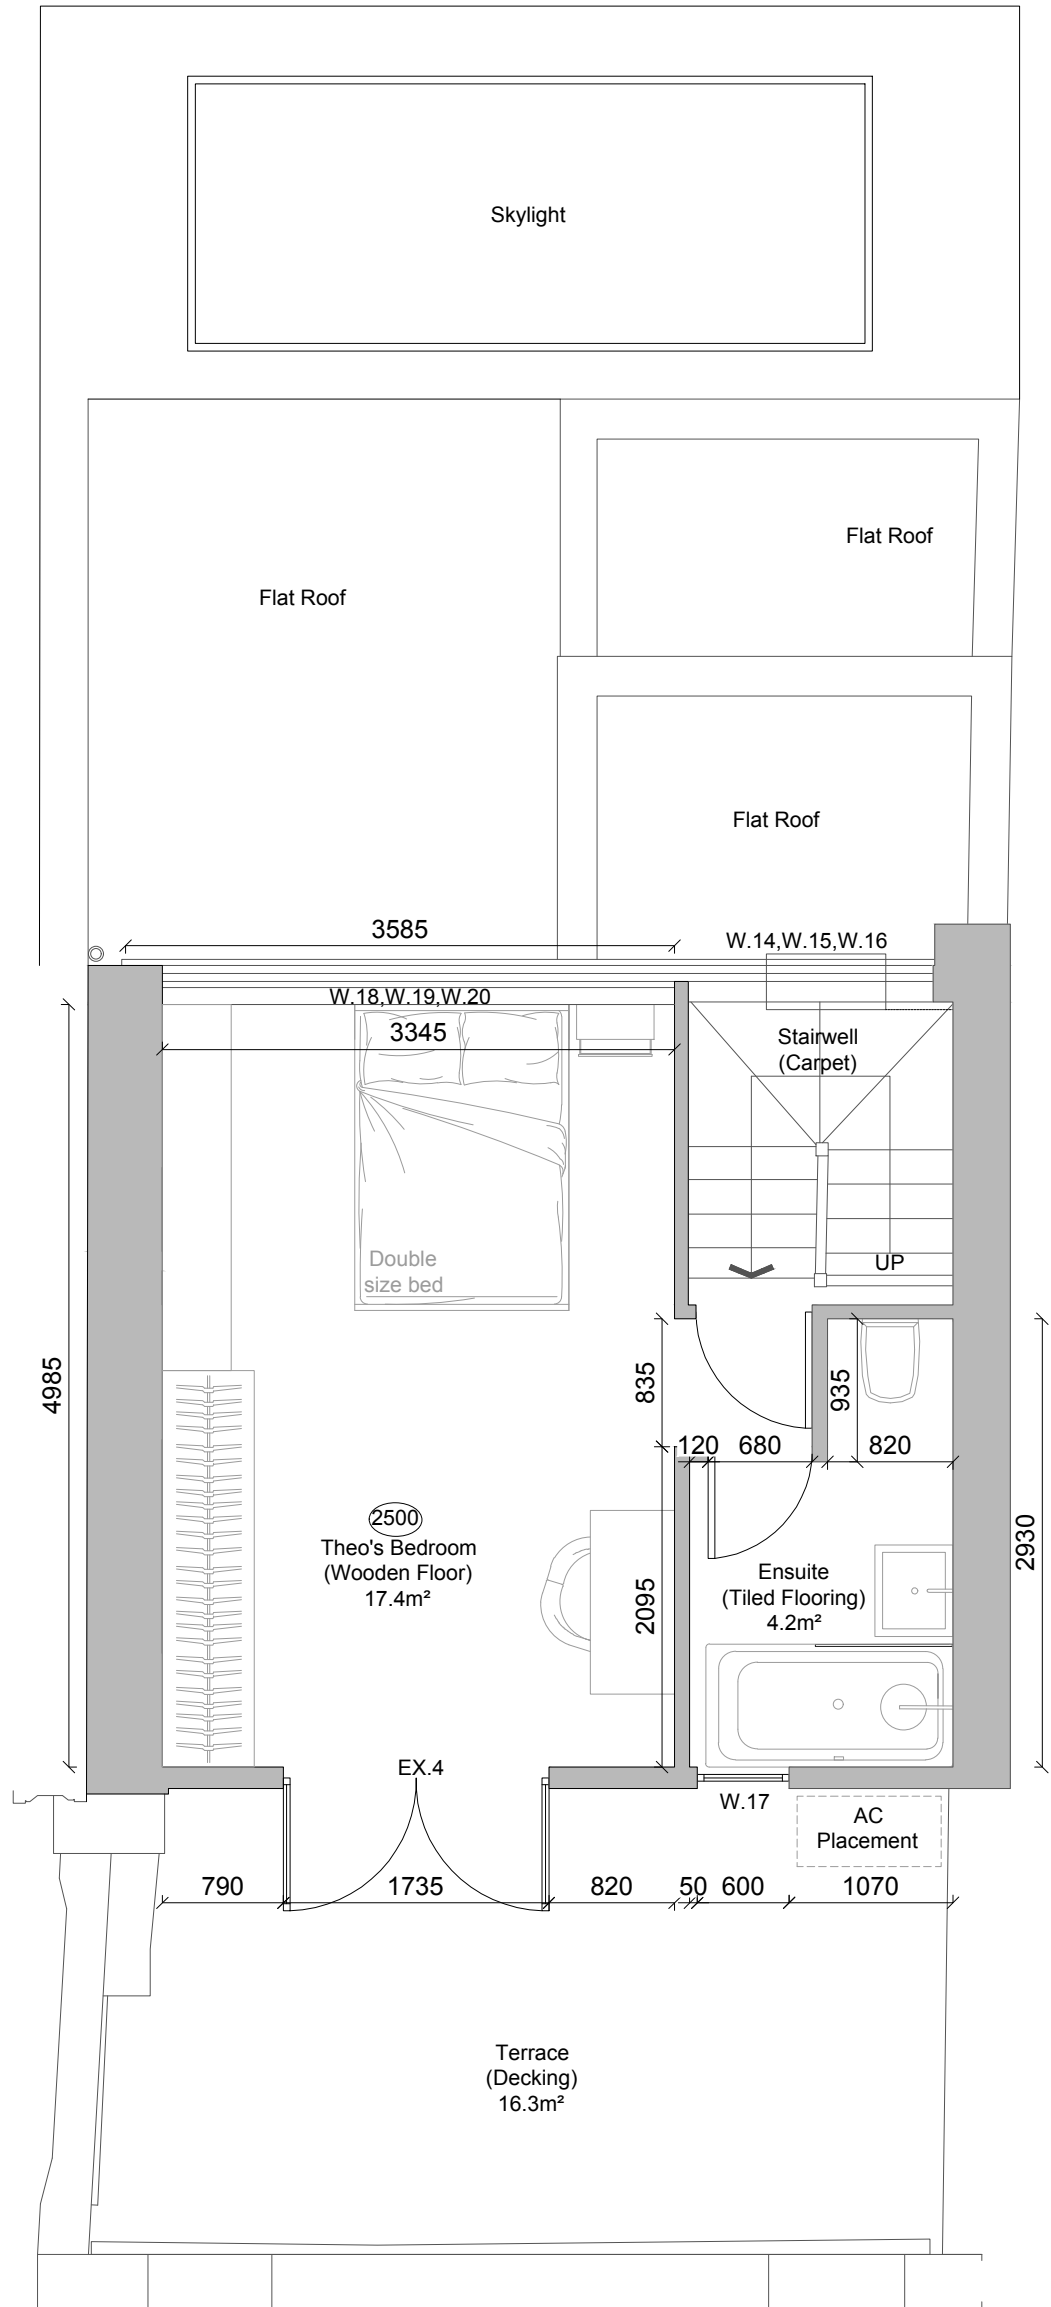 Skylight
Flat Roof
Flat Roof
Flat Roof
3585
W.14,W.15,W.16
W.18,W.19,W.20
3345
Stairwell
(Carpet)
Double
size bed
UP
4985
835
935
120
680
820
2930
2500
Theo's Bedroom
(Wooden Floor)
17.4m²
2095
Ensuite
(Tiled Flooring)
4.2m²
EX.4
W.17
AC
Placement
790
1735
820
50
600
1070
Terrace
(Decking)
16.3m²